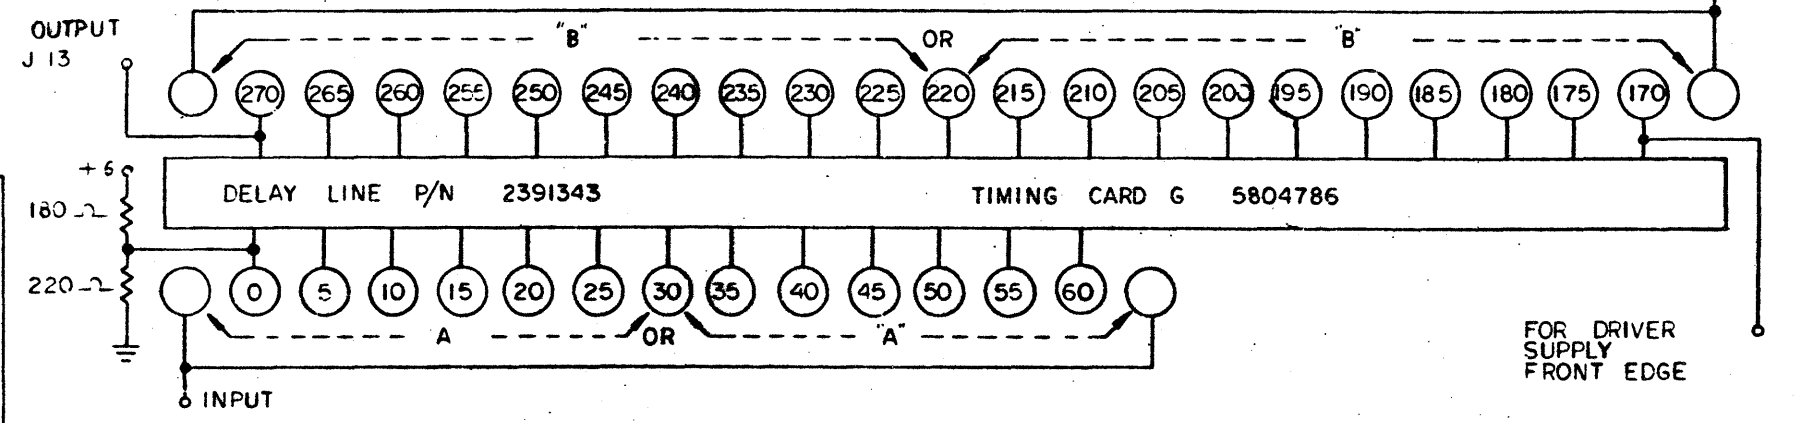 OUTPUT
J 13
"B" OR "B"
270 265 260 255 250 245 240 235 230 225 220 215 210 205 200 195 190 185 180 175 170
+6
180 Ω
DELAY LINE P/N 2391343 TIMING CARD G 5804786
220 Ω
0 5 10 15 20 25 30 35 40 45 50 55 60
A OR "A"
FOR DRIVER
SUPPLY
FRONT EDGE
INPUT